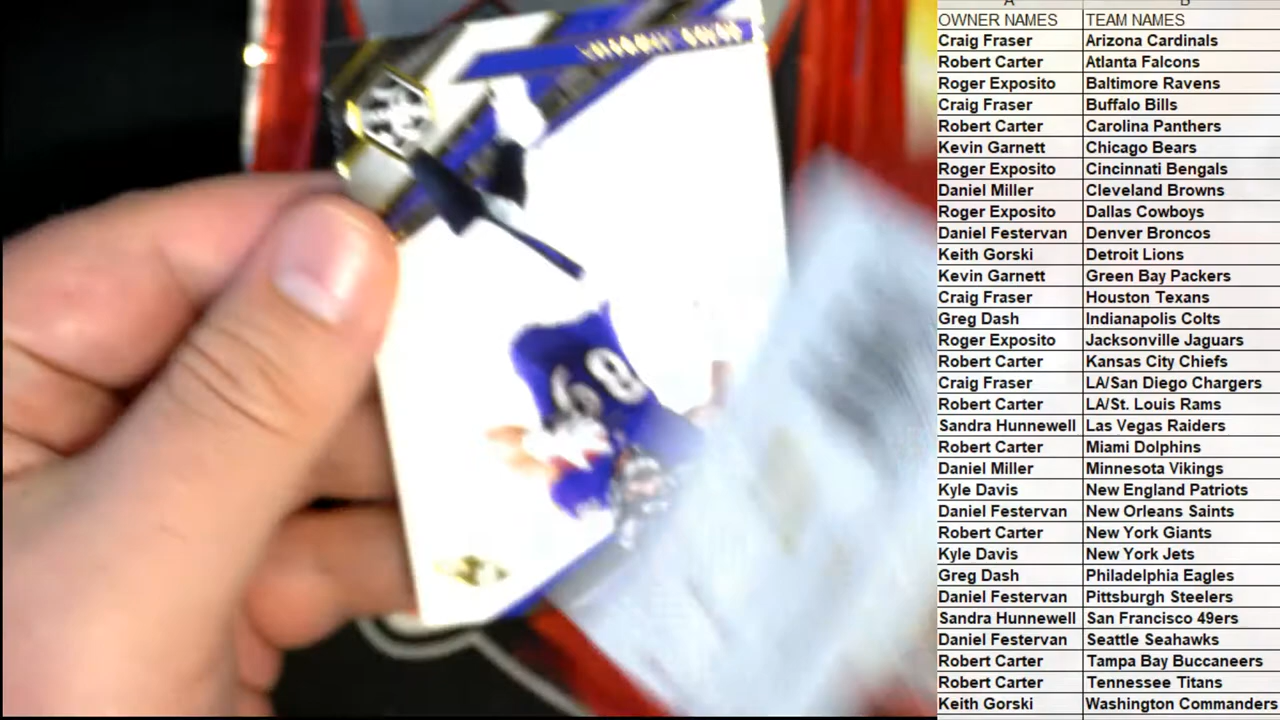 A B
OWNER NAMES TEAM NAMES
Craig Fraser Arizona Cardinals
Robert Carter Atlanta Falcons
Roger Exposito Baltimore Ravens
Craig Fraser Buffalo Bills
Robert Carter Carolina Panthers
Kevin Garnett Chicago Bears
Roger Exposito Cincinnati Bengals
Daniel Miller Cleveland Browns
Roger Exposito Dallas Cowboys
Daniel Festervan Denver Broncos
Keith Gorski Detroit Lions
Kevin Garnett Green Bay Packers
Craig Fraser Houston Texans
Greg Dash Indianapolis Colts
Roger Exposito Jacksonville Jaguars
Robert Carter Kansas City Chiefs
Craig Fraser LA/San Diego Chargers
Robert Carter LA/St. Louis Rams
Sandra Hunnewell Las Vegas Raiders
Robert Carter Miami Dolphins
Daniel Miller Minnesota Vikings
Kyle Davis New England Patriots
Daniel Festervan New Orleans Saints
Robert Carter New York Giants
Kyle Davis New York Jets
Greg Dash Philadelphia Eagles
Daniel Festervan Pittsburgh Steelers
Sandra Hunnewell San Francisco 49ers
Daniel Festervan Seattle Seahawks
Robert Carter Tampa Bay Buccaneers
Robert Carter Tennessee Titans
Keith Gorski Washington Commanders